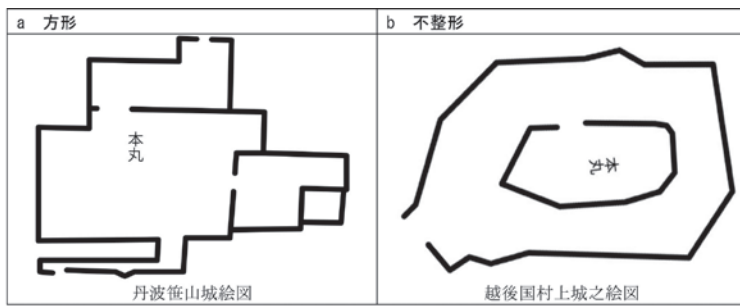 a 方形
b 不整形
本丸
本丸
丹波笹山城絵図
越後国村上城之絵図